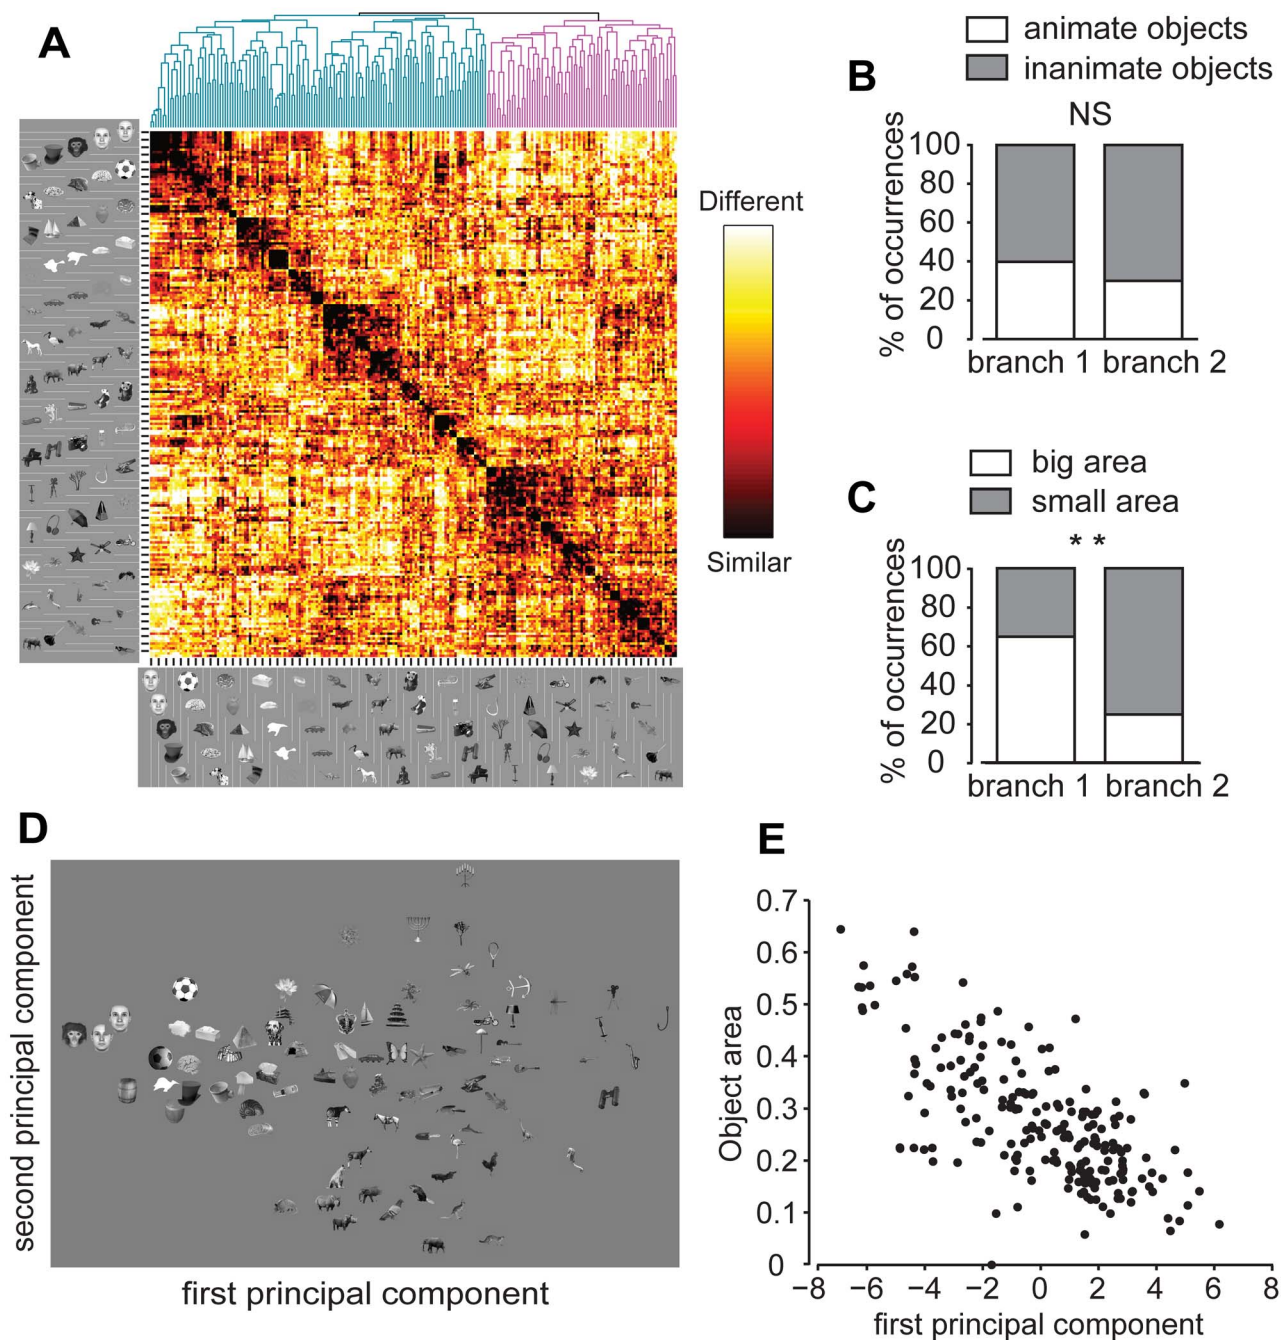 A
animate objects
inanimate objects
B
NS
% of occurrences
100
80
60
40
20
0
branch 1
branch 2
Different
Similar
big area
small area
C
* *
% of occurrences
100
80
60
40
20
0
branch 1
branch 2
D
second principal component
first principal component
E
Object area
0.7
0.6
0.5
0.4
0.3
0.2
0.1
0
−8 −6 −4 −2 0 2 4 6 8
first principal component